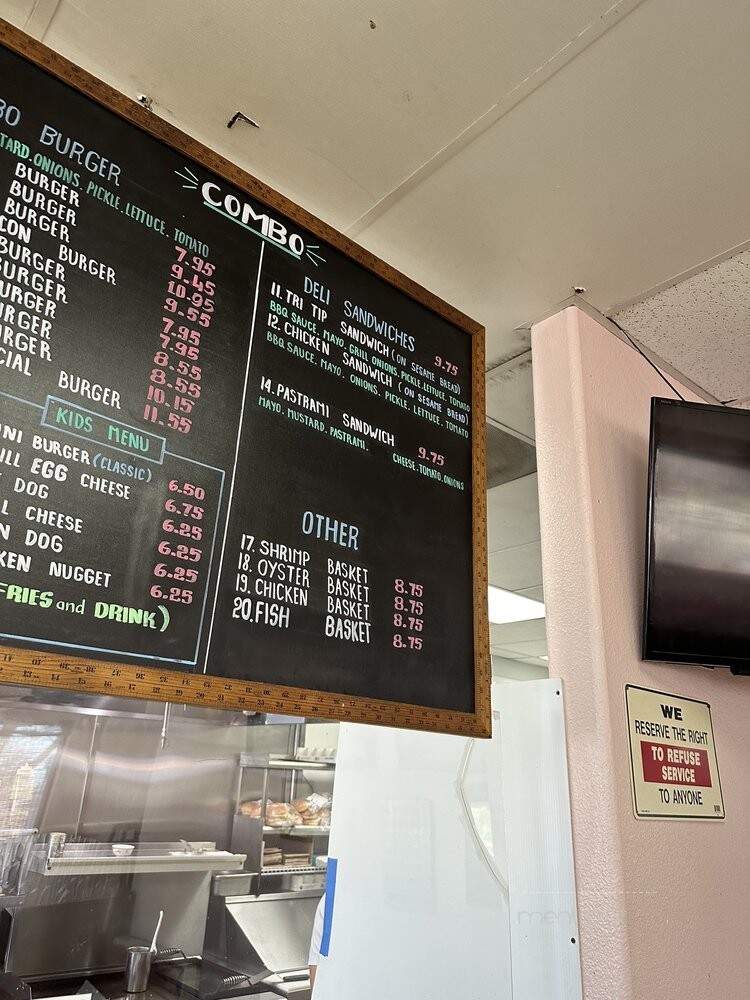 COMBO
BO BURGER
TARD, ONIONS, PICKLE, LETTUCE, TOMATO
BURGER 7.95
BURGER 9.45
BURGER 10.95
CON BURGER 9.55
BURGER 7.95
BURGER 7.95
BURGER 8.55
BURGER 8.55
URGER 10.15
CIAL BURGER 11.55
KIDS MENU
INI BURGER (CLASSIC) 6.50
ILL EGG CHEESE 6.75
DOG 6.25
L CHEESE 6.25
N DOG 6.25
KEN NUGGET 6.25
FRIES and DRINK)
DELI SANDWICHES
11. TRI TIP SANDWICH (ON SESAME BREAD) 9.75
BBQ SAUCE, MAYO, GRILL ONIONS, PICKLE, LETTUCE, TOMATO
12. CHICKEN SANDWICH (ON SESAME BREAD)
BBQ SAUCE, MAYO, ONIONS, PICKLE, LETTUCE, TOMATO
14. PASTRAMI SANDWICH 9.75
MAYO, MUSTARD, PASTRAMI, CHEESE, TOMATO, ONIONS
OTHER
17. SHRIMP BASKET 8.75
18. OYSTER BASKET 8.75
19. CHICKEN BASKET 8.75
20. FISH BASKET 8.75
WE
RESERVE THE RIGHT
TO REFUSE
SERVICE
TO ANYONE